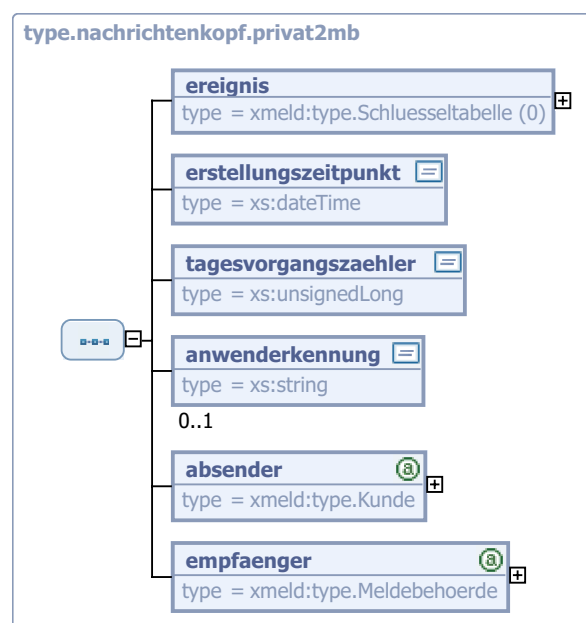 type.nachrichtenkopf.privat2mb
ereignis
type = xmeld:type.Schluesseltabelle (0)
erstellungszeitpunkt
type = xs:dateTime
tagesvorgangszaehler
type = xs:unsignedLong
anwenderkennung
type = xs:string
0..1
absender
type = xmeld:type.Kunde
empfaenger
type = xmeld:type.Meldebehoerde